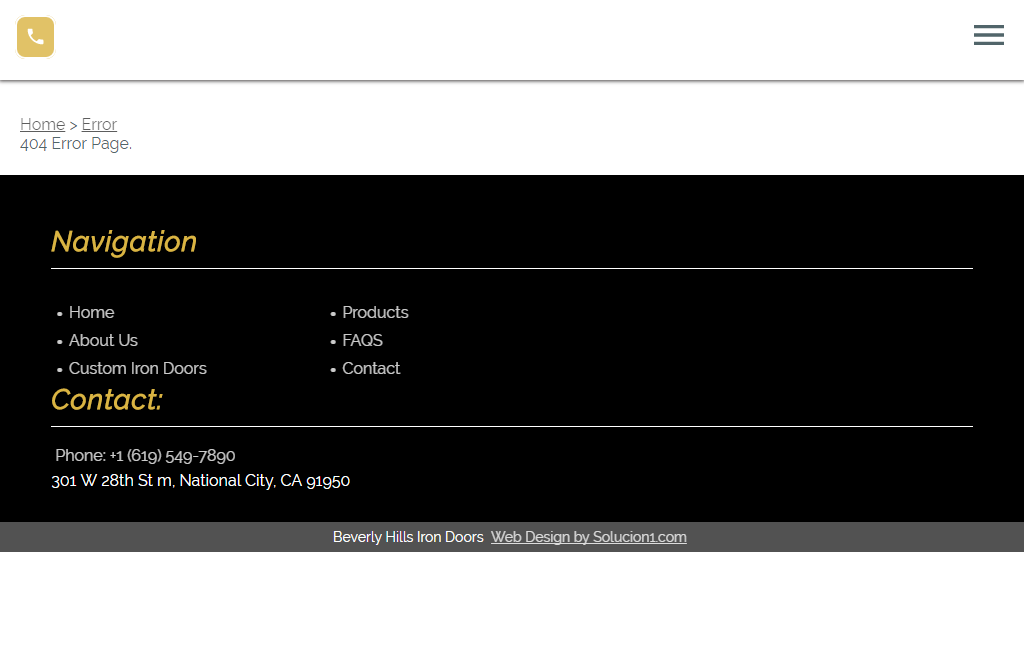 Home > Error
404 Error Page.
Navigation
• Home
• About Us
• Custom Iron Doors
• Products
• FAQS
• Contact
Contact:
Phone: +1 (619) 549-7890
301 W 28th St m, National City, CA 91950
Beverly Hills Iron Doors Web Design by Solucion1.com